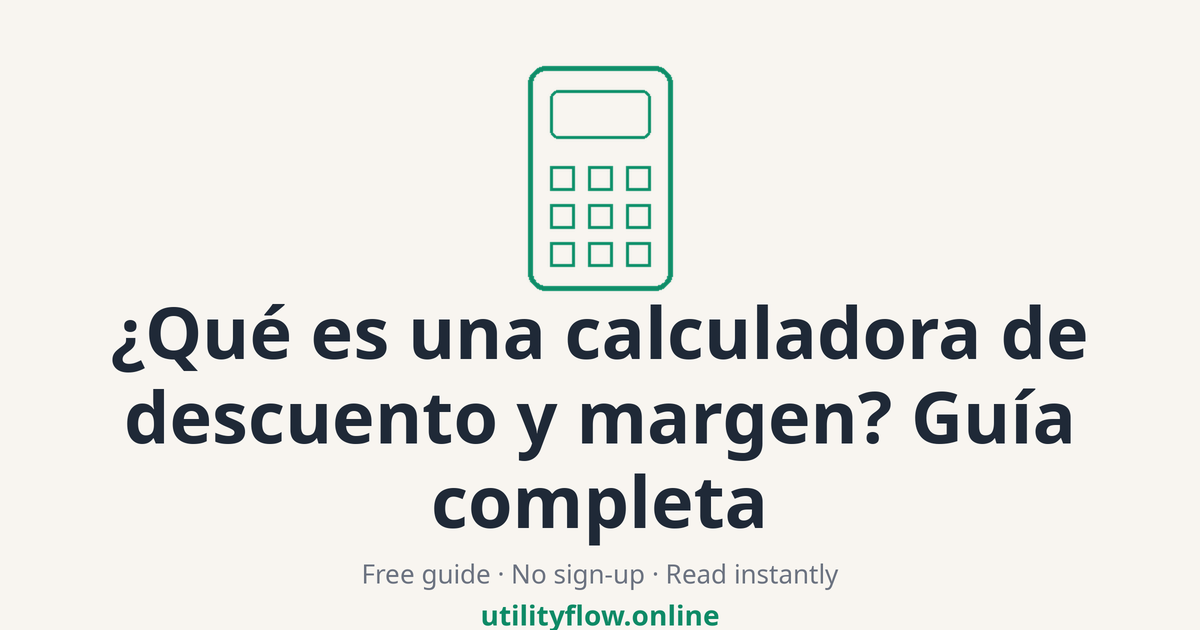 ¿Qué es una calculadora de
descuento y margen? Guía
completa
Free guide · No sign-up · Read instantly
utilityflow.online